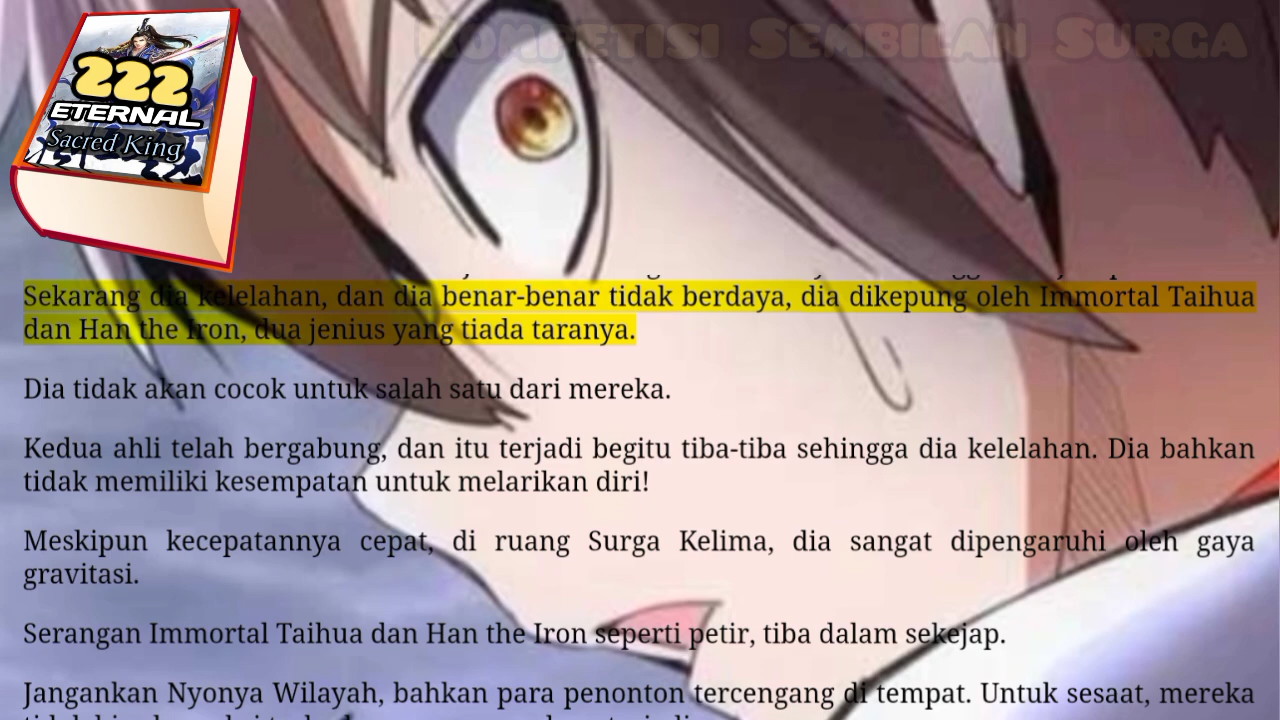 Kompetisi Sembilan Surga
222
ETERNAL
Sacred King
Sekarang dia kelelahan, dan dia benar-benar tidak berdaya, dia dikepung oleh Immortal Taihua
dan Han the Iron, dua jenius yang tiada taranya.
Dia tidak akan cocok untuk salah satu dari mereka.
Kedua ahli telah bergabung, dan itu terjadi begitu tiba-tiba sehingga dia kelelahan. Dia bahkan
tidak memiliki kesempatan untuk melarikan diri!
Meskipun kecepatannya cepat, di ruang Surga Kelima, dia sangat dipengaruhi oleh gaya
gravitasi.
Serangan Immortal Taihua dan Han the Iron seperti petir, tiba dalam sekejap.
Jangankan Nyonya Wilayah, bahkan para penonton tercengang di tempat. Untuk sesaat, mereka